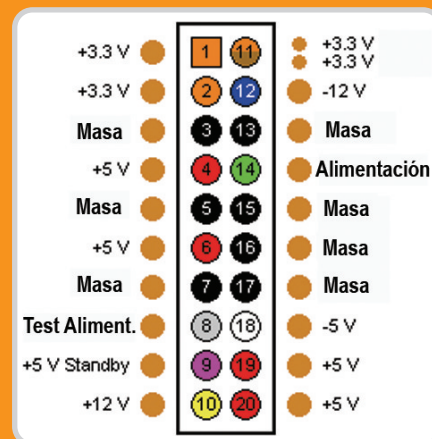 +3.3 V 1 11 +3.3 V
+3.3 V
+3.3 V 2 12 -12 V
Masa 3 13 Masa
+5 V 4 14 Alimentación
Masa 5 15 Masa
+5 V 6 16 Masa
Masa 7 17 Masa
Test Aliment. 8 18 -5 V
+5 V Standby 9 19 +5 V
+12 V 10 20 +5 V